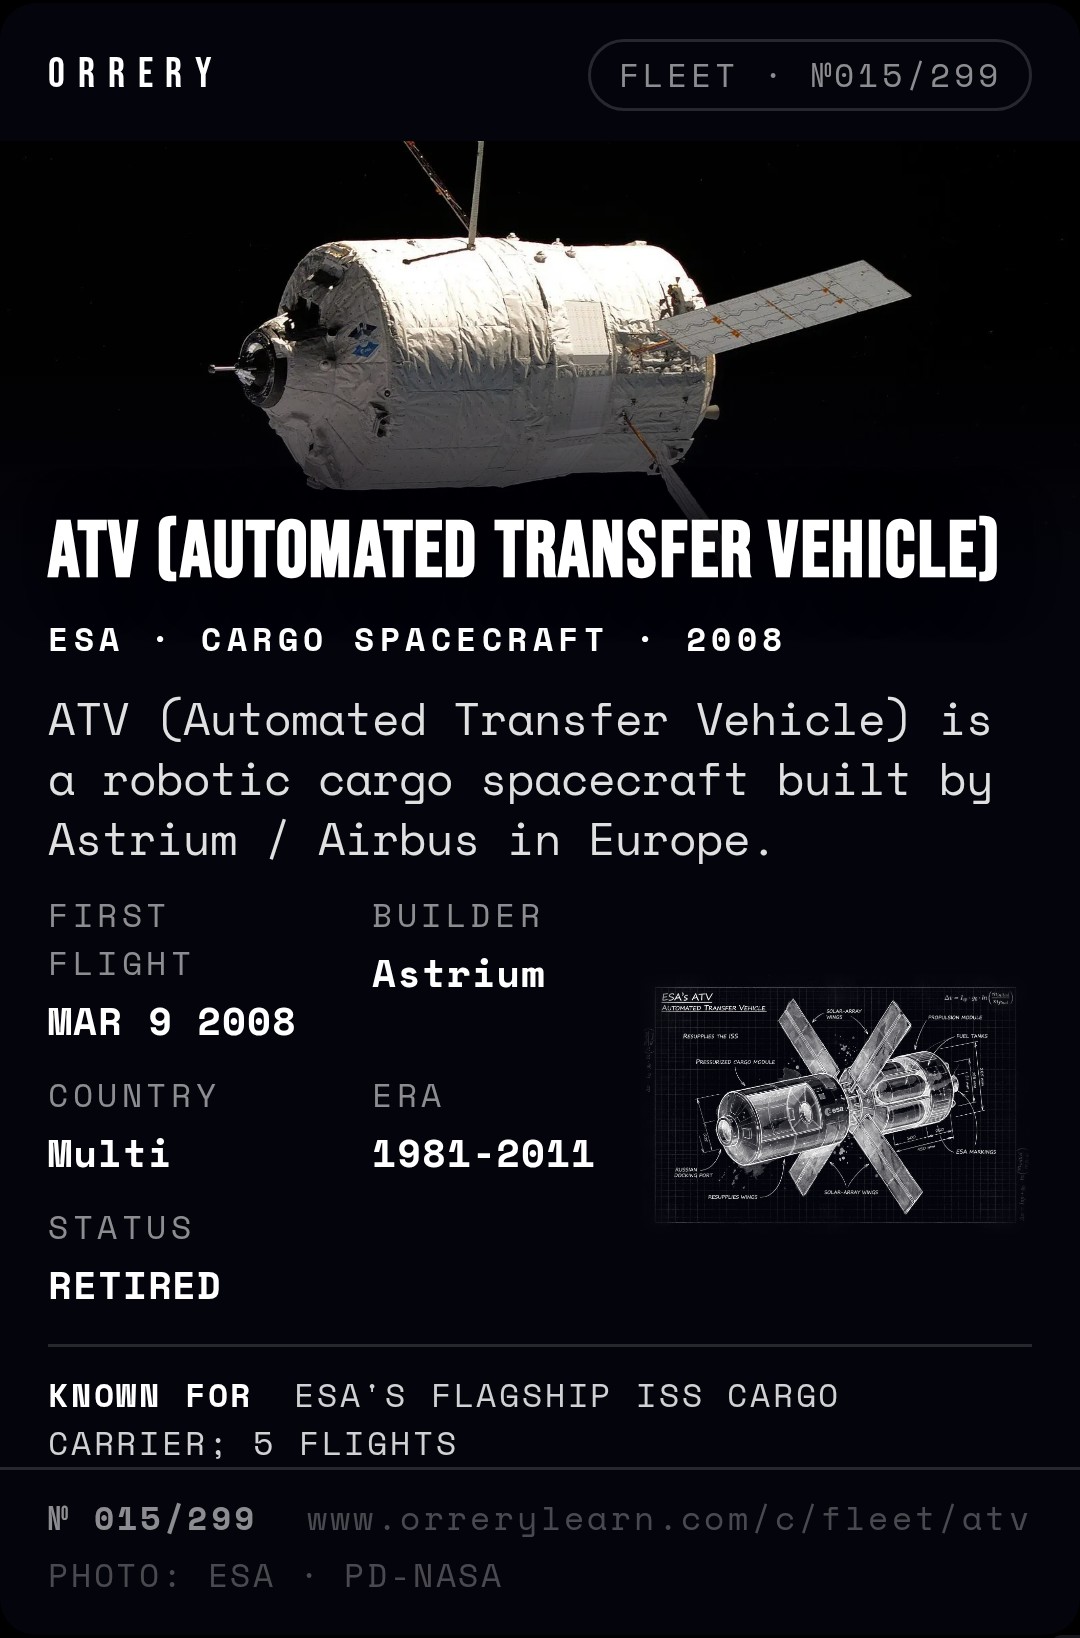 ORRERY
FLEET · №015/299
ATV (AUTOMATED TRANSFER VEHICLE)
ESA · CARGO SPACECRAFT · 2008
ATV (Automated Transfer Vehicle) is
a robotic cargo spacecraft built by
Astrium / Airbus in Europe.
FIRST
FLIGHT
MAR 9 2008
BUILDER
Astrium
COUNTRY
Multi
ERA
1981-2011
STATUS
RETIRED
ESA's ATV
AUTOMATED TRANSFER VEHICLE
RESUPPLIES THE ISS
SOLAR-ARRAY
WINGS
PROPULSION MODULE
FUEL TANKS
PRESSURIZED CARGO MODULE
esa
RUSSIAN
DOCKING PORT
RESUPPLIES WINGS
SOLAR-ARRAY WINGS
ESA MARKINGS
KNOWN FOR ESA'S FLAGSHIP ISS CARGO
CARRIER; 5 FLIGHTS
№ 015/299 www.orrerylearn.com/c/fleet/atv
PHOTO: ESA · PD-NASA